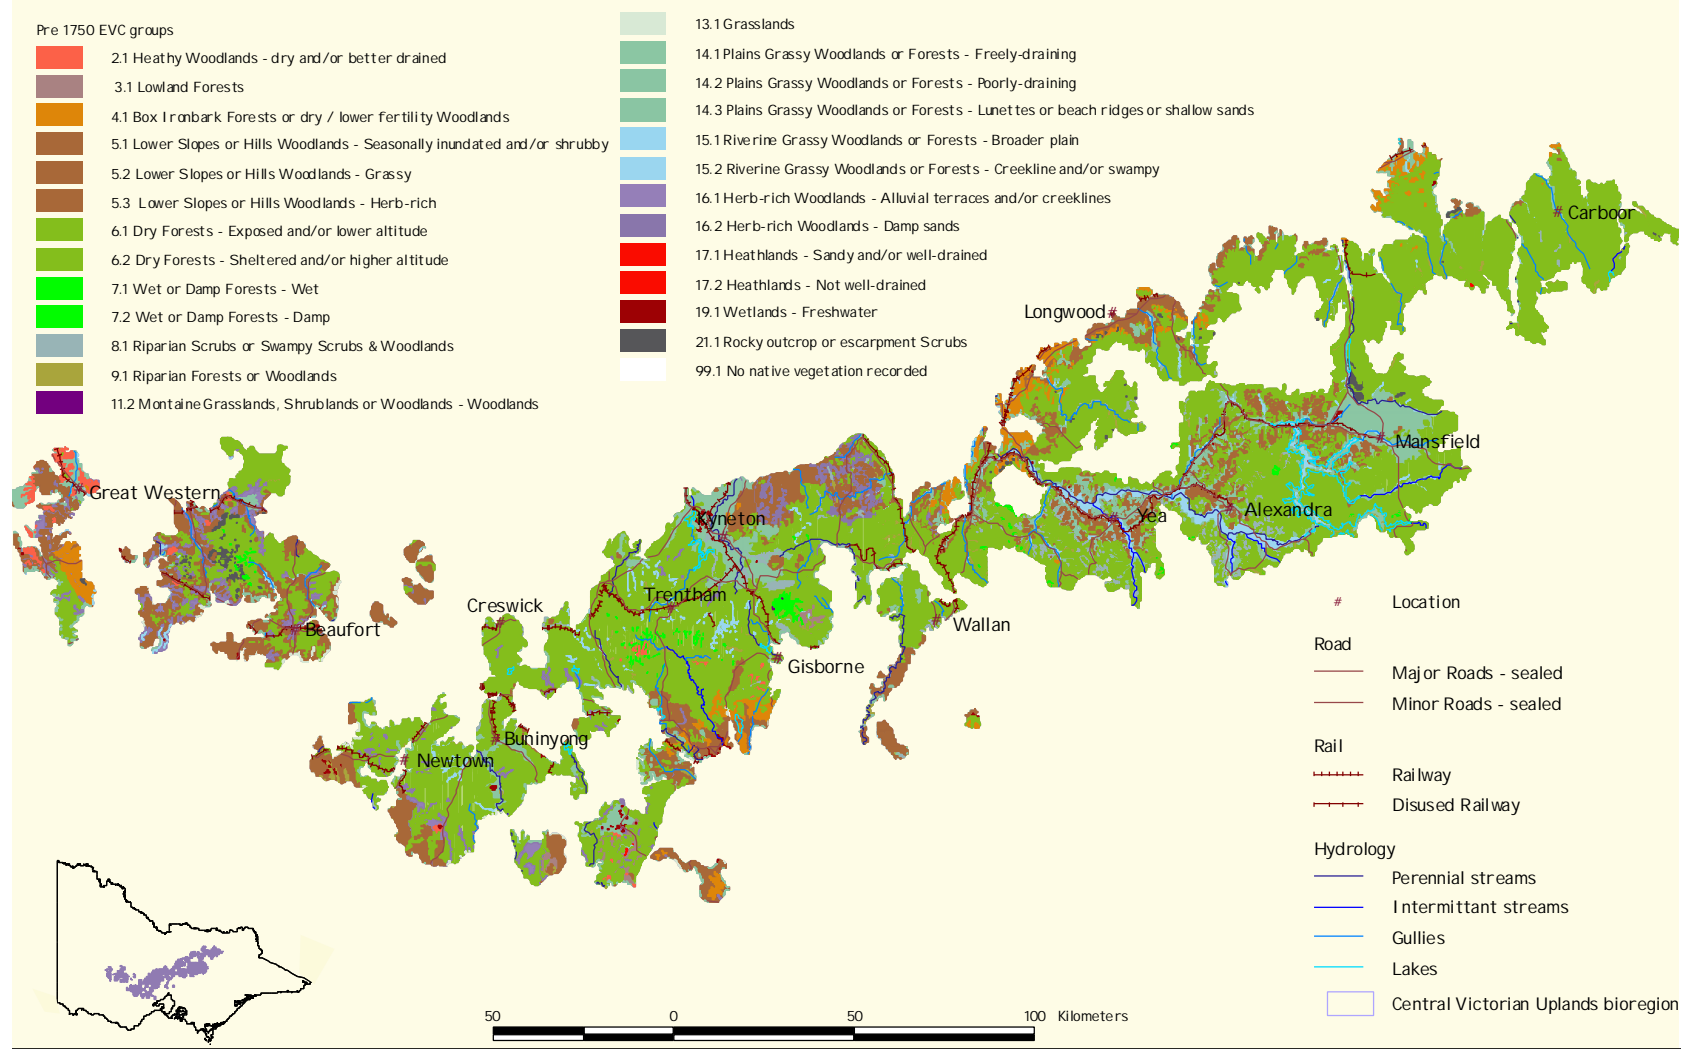 Pre 1750 EVC groups
2.1 Heathy Woodlands - dry and/or better drained
3.1 Lowland Forests
4.1 Box Ironbark Forests or dry / lower fertility Woodlands
5.1 Lower Slopes or Hills Woodlands - Seasonally inundated and/or shrubby
5.2 Lower Slopes or Hills Woodlands - Grassy
5.3 Lower Slopes or Hills Woodlands - Herb-rich
6.1 Dry Forests - Exposed and/or lower altitude
6.2 Dry Forests - Sheltered and/or higher altitude
7.1 Wet or Damp Forests - Wet
7.2 Wet or Damp Forests - Damp
8.1 Riparian Scrubs or Swampy Scrubs & Woodlands
9.1 Riparian Forests or Woodlands
11.2 Montaine Grasslands, Shrublands or Woodlands - Woodlands
13.1 Grasslands
14.1 Plains Grassy Woodlands or Forests - Freely-draining
14.2 Plains Grassy Woodlands or Forests - Poorly-draining
14.3 Plains Grassy Woodlands or Forests - Lunettes or beach ridges or shallow sands
15.1 Riverine Grassy Woodlands or Forests - Broader plain
15.2 Riverine Grassy Woodlands or Forests - Creekline and/or swampy
16.1 Herb-rich Woodlands - Alluvial terraces and/or creeklines
16.2 Herb-rich Woodlands - Damp sands
17.1 Heathlands - Sandy and/or well-drained
17.2 Heathlands - Not well-drained
19.1 Wetlands - Freshwater
21.1 Rocky outcrop or escarpment Scrubs
99.1 No native vegetation recorded
# Carboor
Longwood #
# Mansfield
# Great Western
# Kyneton
# Yea
# Alexandra
# Trentham
# Creswick
# Beaufort
# Wallan
# Gisborne
# Buninyong
# Newtown
# Location
Road
Major Roads - sealed
Minor Roads - sealed
Rail
Railway
Disused Railway
Hydrology
Perennial streams
Intermittant streams
Gullies
Lakes
Central Victorian Uplands bioregion
50 0 50 100 Kilometers